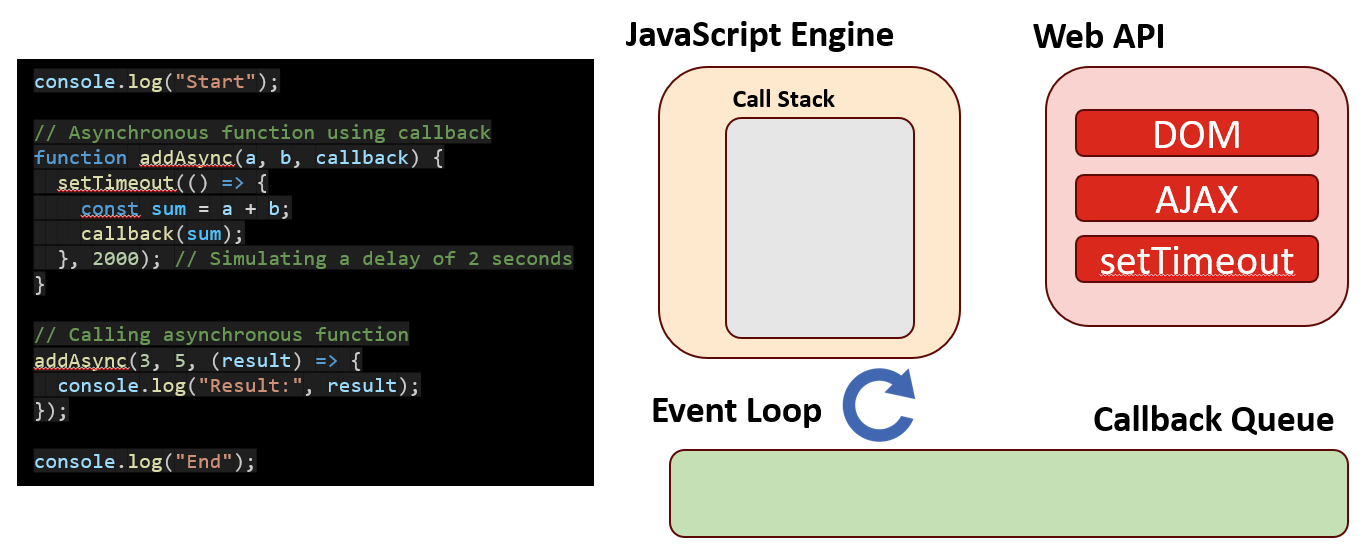 console.log("Start");
// Asynchronous function using callback
function addAsync(a, b, callback) {
  setTimeout(() => {
    const sum = a + b;
    callback(sum);
  }, 2000); // Simulating a delay of 2 seconds
}
// Calling asynchronous function
addAsync(3, 5, (result) => {
  console.log("Result:", result);
});
console.log("End");
JavaScript Engine
Call Stack
Web API
DOM
AJAX
setTimeout
Event Loop
Callback Queue